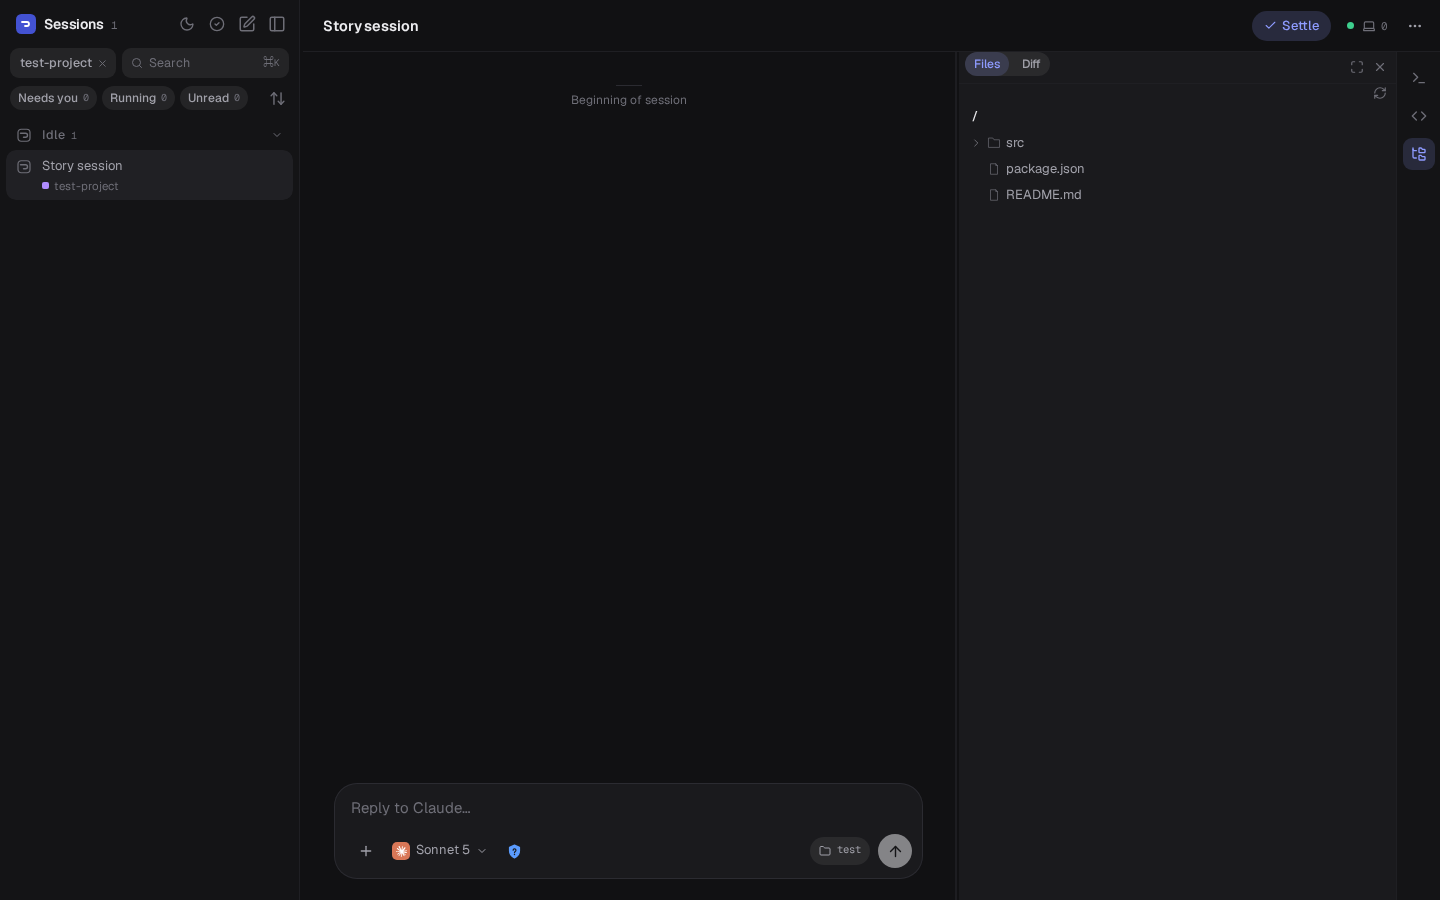 Sessions 1
test-project
Search ⌘K
Needs you 0
Running 0
Unread 0
Idle 1
Story session
test-project
Story session
Settle
0
Beginning of session
Reply to Claude...
Sonnet 5
test
Files
Diff
/
src
package.json
README.md